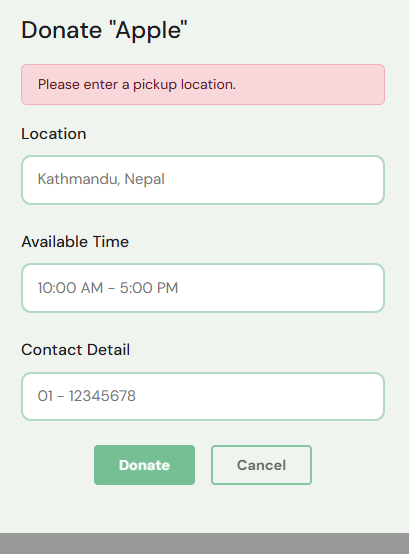 Donate "Apple"
Please enter a pickup location.
Location
Kathmandu, Nepal
Available Time
10:00 AM - 5:00 PM
Contact Detail
01 - 12345678
Donate
Cancel